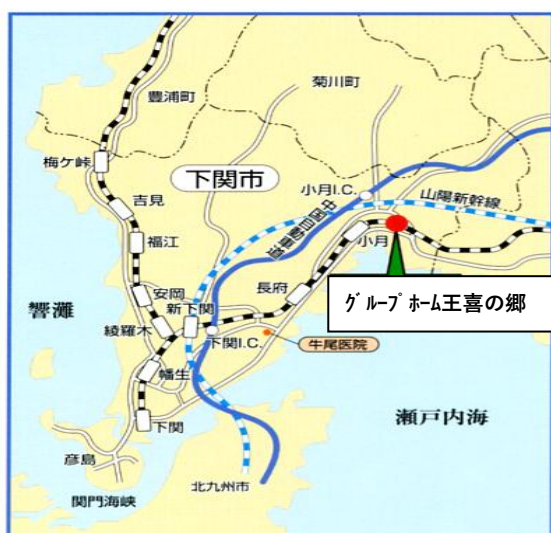 豊浦町
菊川町
梅ケ峠
下関市
小月I.C.
山陽新幹線
吉見
中国自動車道
福江
小月
安岡
長府
グループホーム王喜の郷
響灘
新下関
綾羅木
下関I.C.
牛尾医院
幡生
瀬戸内海
下関
彦島
北九州市
関門海峡